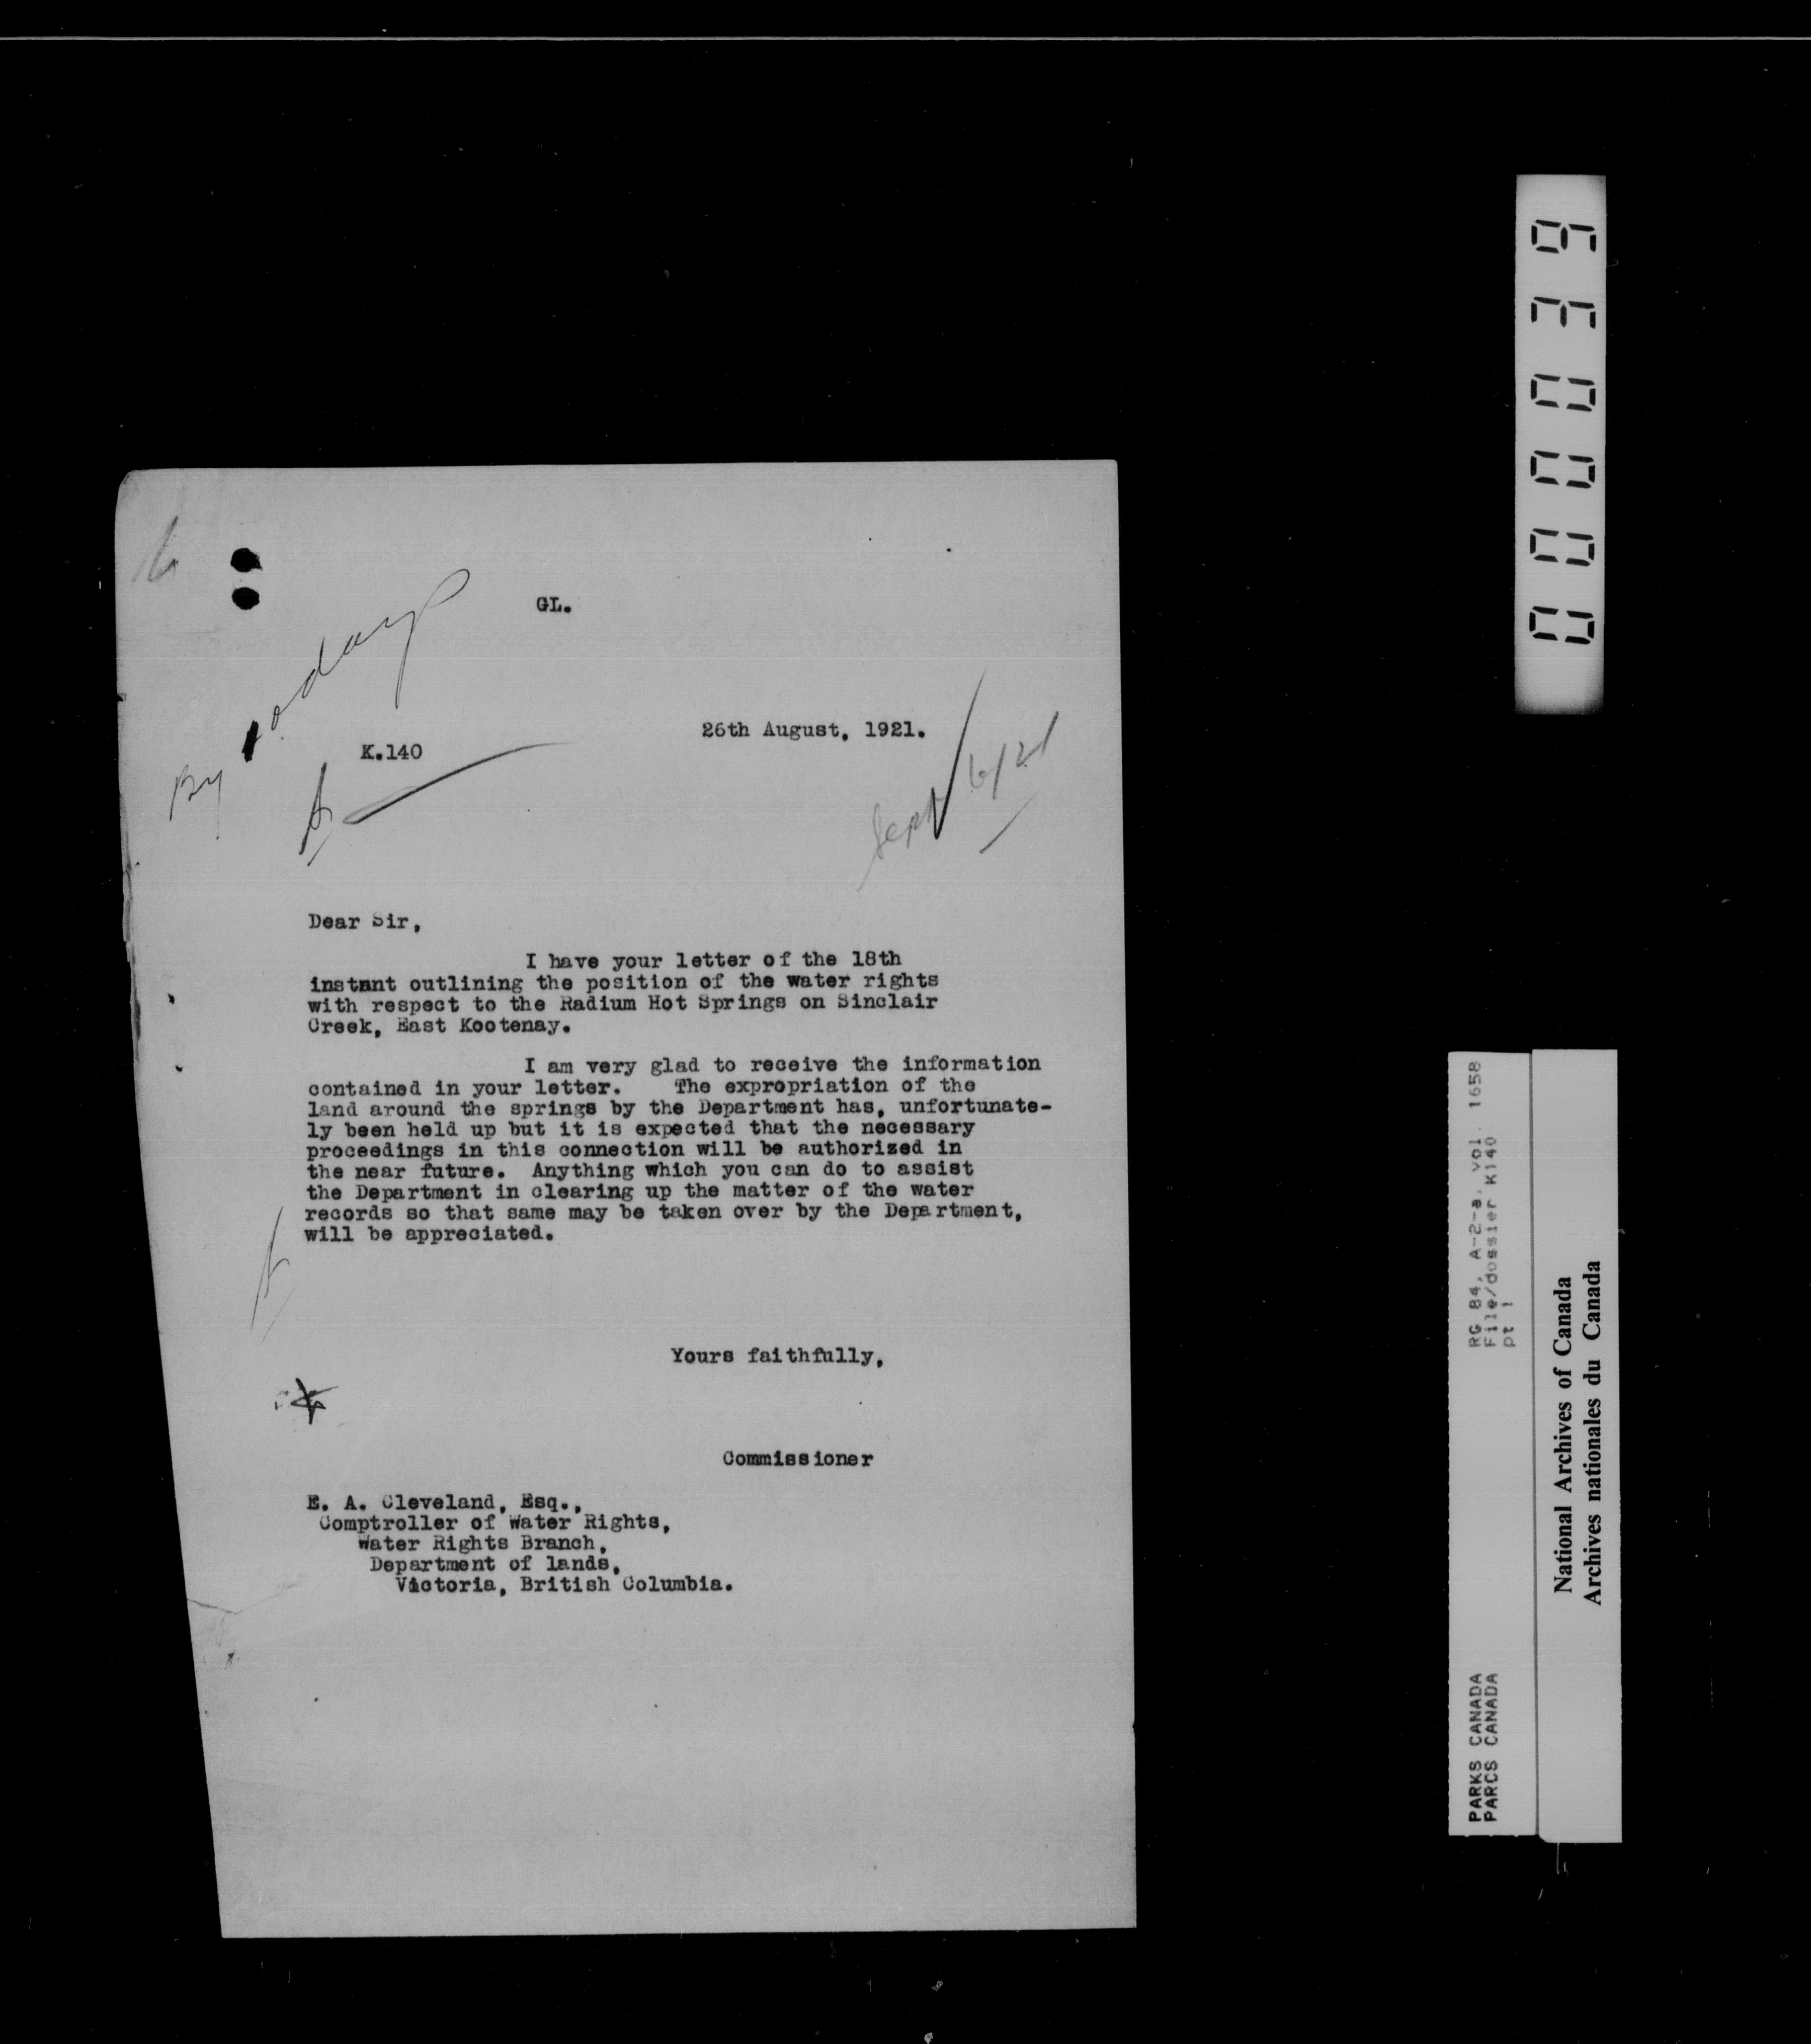 GL.
26th August, 1921.
K.140
By
Sept 6/21
Dear Sir,
I have your letter of the 18th
instant outlining the position of the water rights
with respect to the Radium Hot Springs on Sinclair
Creek, East Kootenay.
I am very glad to receive the information
contained in your letter. The expropriation of the
land around the springs by the Department has, unfortunate-
ly been held up but it is expected that the necessary
proceedings in this connection will be authorized in
the near future. Anything which you can do to assist
the Department in clearing up the matter of the water
records so that same may be taken over by the Department,
will be appreciated.
Yours faithfully,
Commissioner
E. A. Cleveland, Esq.,
Comptroller of Water Rights,
Water Rights Branch,
Department of lands,
Victoria, British Columbia.
000039
RG 84, A-2-a, vol. 1658
File/dossier K140
pt 1
PARKS CANADA
PARCS CANADA
National Archives of Canada
Archives nationales du Canada